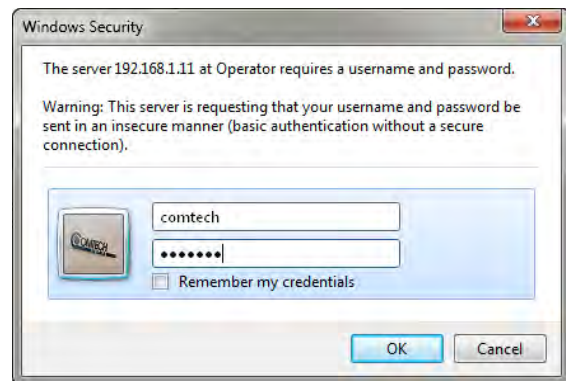 Windows Security
The server 192.168.1.11 at Operator requires a username and password.
Warning: This server is requesting that your username and password be
sent in an insecure manner (basic authentication without a secure
connection).
comtech
•••••••
COMTECH
Remember my credentials
OK
Cancel